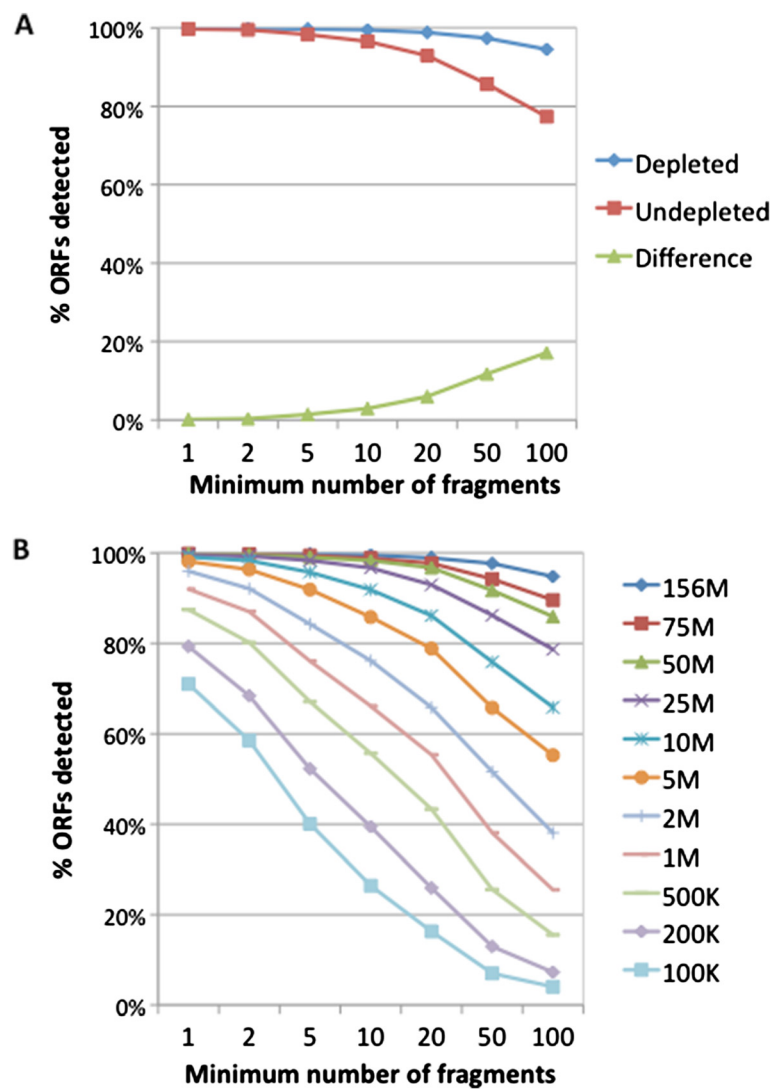 A
100%
80%
60%
40%
20%
0%
% ORFs detected
1 2 5 10 20 50 100
Minimum number of fragments
Depleted
Undepleted
Difference
B
100%
80%
60%
40%
20%
0%
% ORFs detected
1 2 5 10 20 50 100
Minimum number of fragments
156M
75M
50M
25M
10M
5M
2M
1M
500K
200K
100K